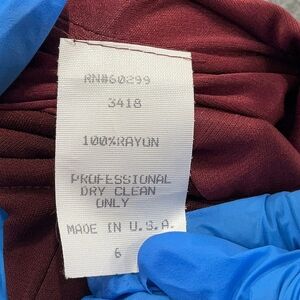 RN#60299
3418
100%RAYON
PROFESSIONAL
DRY CLEAN
ONLY
MADE IN U.S.A.
6